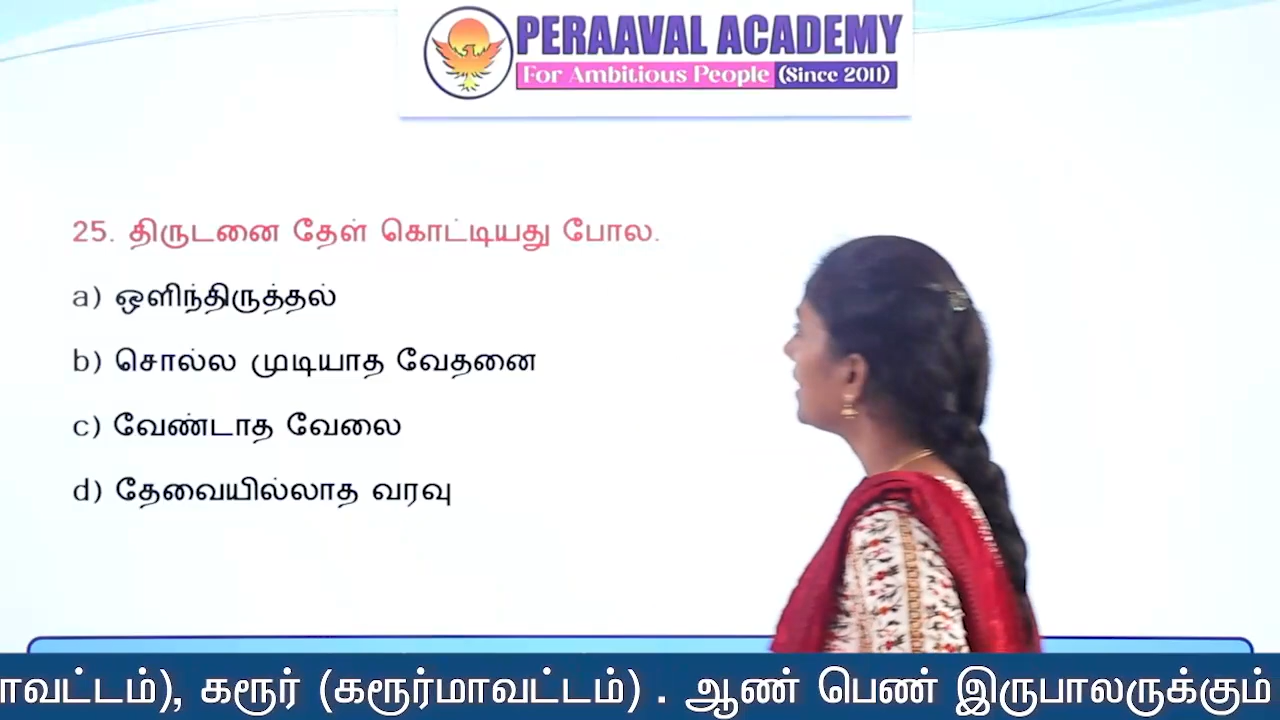 PERAAVAL ACADEMY
For Ambitious People (Since 2011)
25. திருடனை தேள் கொட்டியது போல.
a) ஒளிந்திருத்தல்
b) சொல்ல முடியாத வேதனை
c) வேண்டாத வேலை
d) தேவையில்லாத வரவு
ாவட்டம்), கரூர் (கரூர்மாவட்டம்) . ஆண் பெண் இருபாலருக்கும்